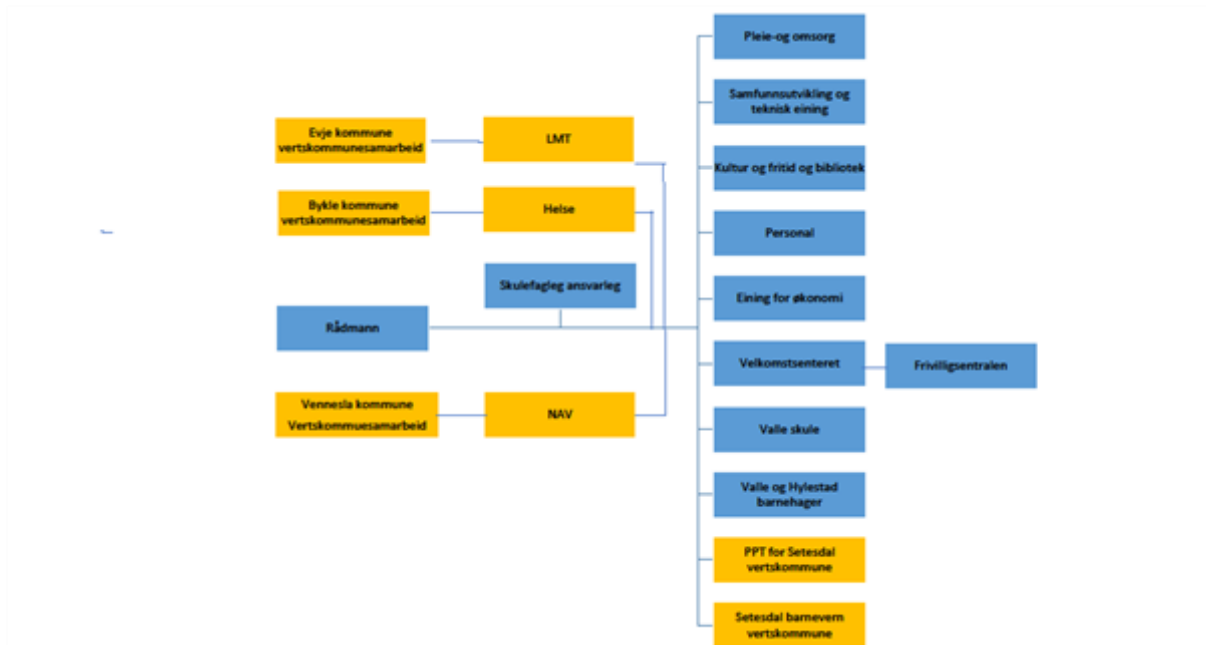 Pleie-og omsorg
Samfunnsutvikling og
teknisk eining
Evje kommune
vertskommunesamarbeid
LMT
Kultur og fritid og bibliotek
Bykle kommune
vertskommunesamarbeid
Helse
Personal
Skulefagleg ansvarleg
Eining for økonomi
Rådmann
Velkomstsenteret
Frivilligsentralen
Vennesla kommune
Vertskommuesamarbeid
NAV
Valle skule
Valle og Hylestad
barnehager
PPT for Setesdal
vertskommune
Setesdal barnevern
vertskommune